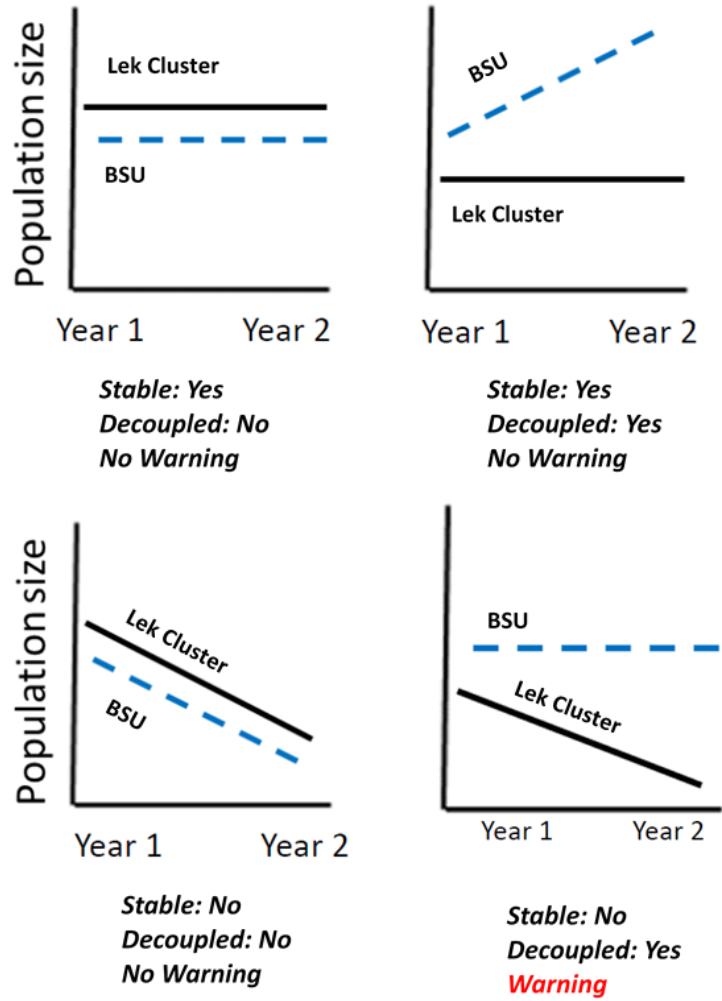 Population size
Lek Cluster
BSU
Year 1 Year 2
Stable: Yes
Decoupled: No
No Warning
BSU
Lek Cluster
Year 1 Year 2
Stable: Yes
Decoupled: Yes
No Warning
Population size
Lek Cluster
BSU
Year 1 Year 2
Stable: No
Decoupled: No
No Warning
BSU
Lek Cluster
Year 1 Year 2
Stable: No
Decoupled: Yes
Warning